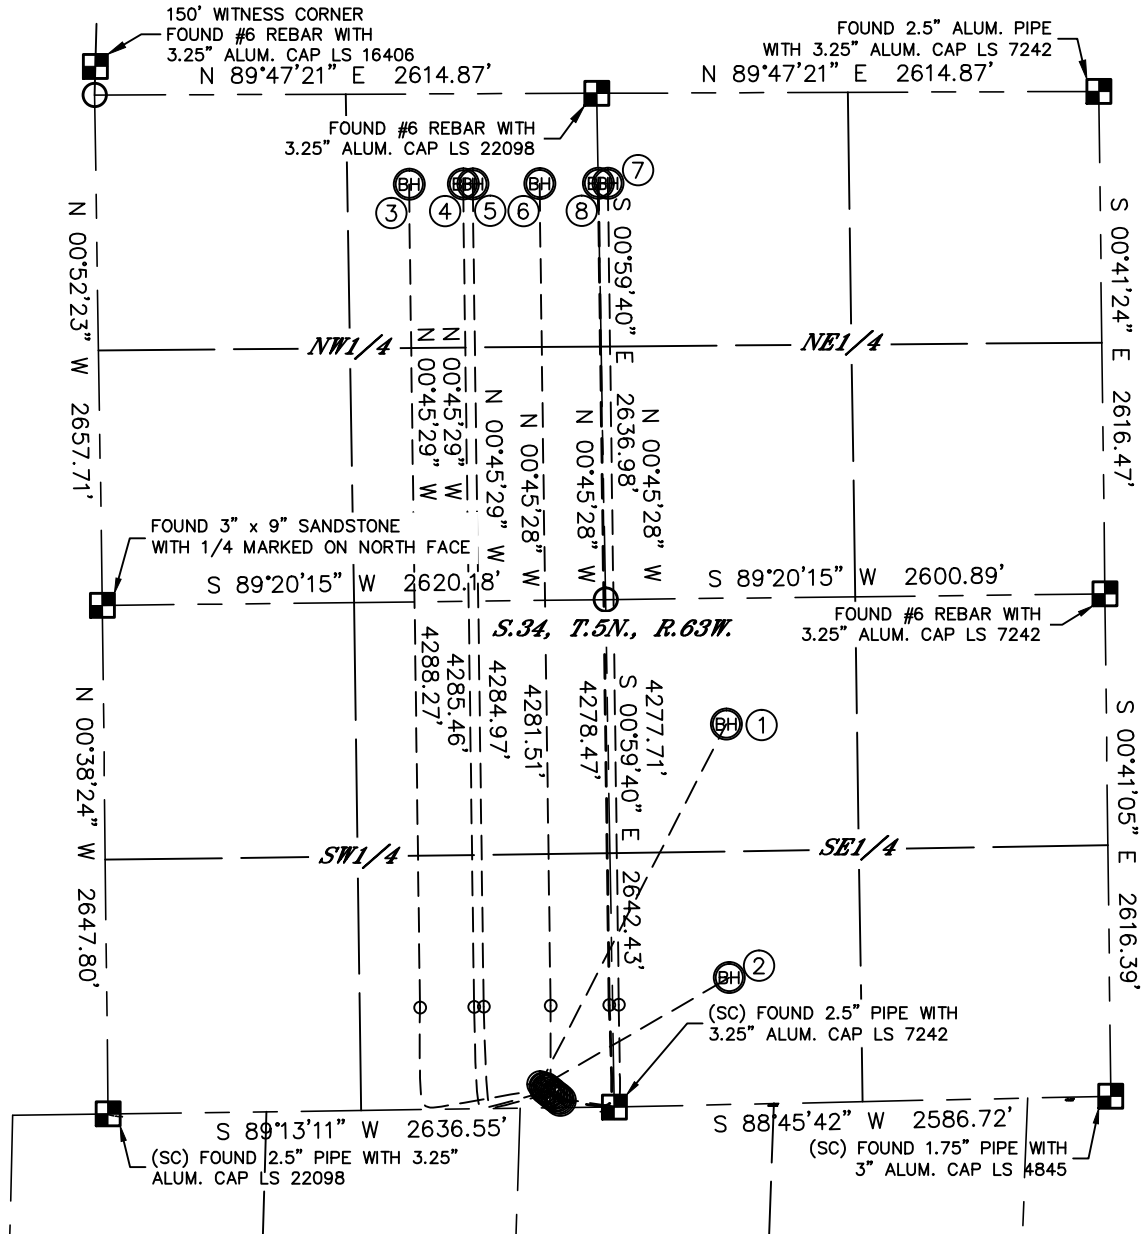 150' WITNESS CORNER
FOUND #6 REBAR WITH
3.25" ALUM. CAP LS 16406
N 89°47'21" E 2614.87'
FOUND 2.5" ALUM. PIPE
WITH 3.25" ALUM. CAP LS 7242
N 89°47'21" E 2614.87'
FOUND #6 REBAR WITH
3.25" ALUM. CAP LS 22098
BH
BH
BH
BH
BH
BH
3
4
5
6
8
7
N 00°52'23" W 2657.71'
S 00°59'40" E 2636.98'
S 00°41'24" E 2616.47'
NW1/4
NE1/4
N 00°45'29" W
N 00°45'29" W
N 00°45'29" W
N 00°45'28" W
N 00°45'28" W
N 00°45'28" W
FOUND 3" x 9" SANDSTONE
WITH 1/4 MARKED ON NORTH FACE
S 89°20'15" W 2620.18'
S 89°20'15" W 2600.89'
FOUND #6 REBAR WITH
3.25" ALUM. CAP LS 7242
S.34, T.5N., R.63W.
4288.27'
4285.46'
4284.97'
4281.51'
4278.47'
4277.71'
N 00°38'24" W 2647.80'
S 00°59'40" E 2642.43'
S 00°41'05" E 2616.39'
BH
1
SW1/4
SE1/4
BH
2
(SC) FOUND 2.5" PIPE WITH
3.25" ALUM. CAP LS 7242
S 89°13'11" W 2636.55'
S 88°45'42" W 2586.72'
(SC) FOUND 2.5" PIPE WITH 3.25"
ALUM. CAP LS 22098
(SC) FOUND 1.75" PIPE WITH
3" ALUM. CAP LS 4845